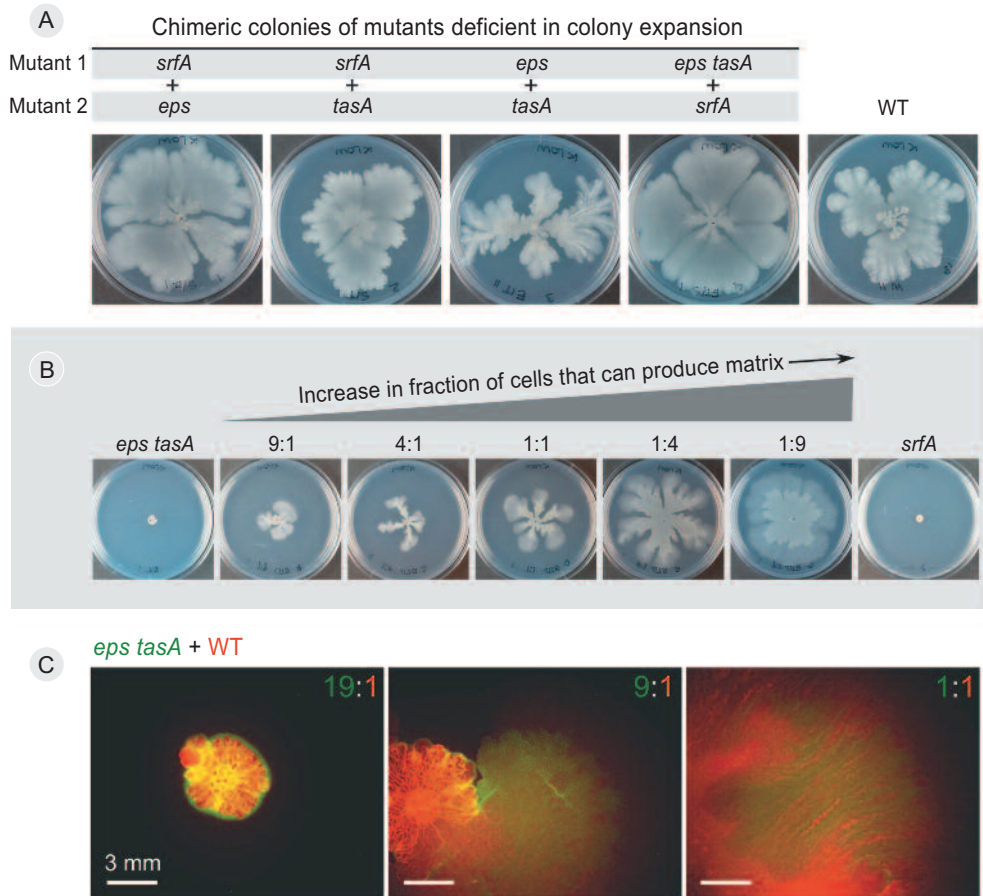 A
Chimeric colonies of mutants deficient in colony expansion
Mutant 1 srfA srfA eps eps tasA
+ + + +
Mutant 2 eps tasA tasA srfA WT
B
Increase in fraction of cells that can produce matrix
eps tasA 9:1 4:1 1:1 1:4 1:9 srfA
C
eps tasA + WT
19:1 9:1 1:1
3 mm